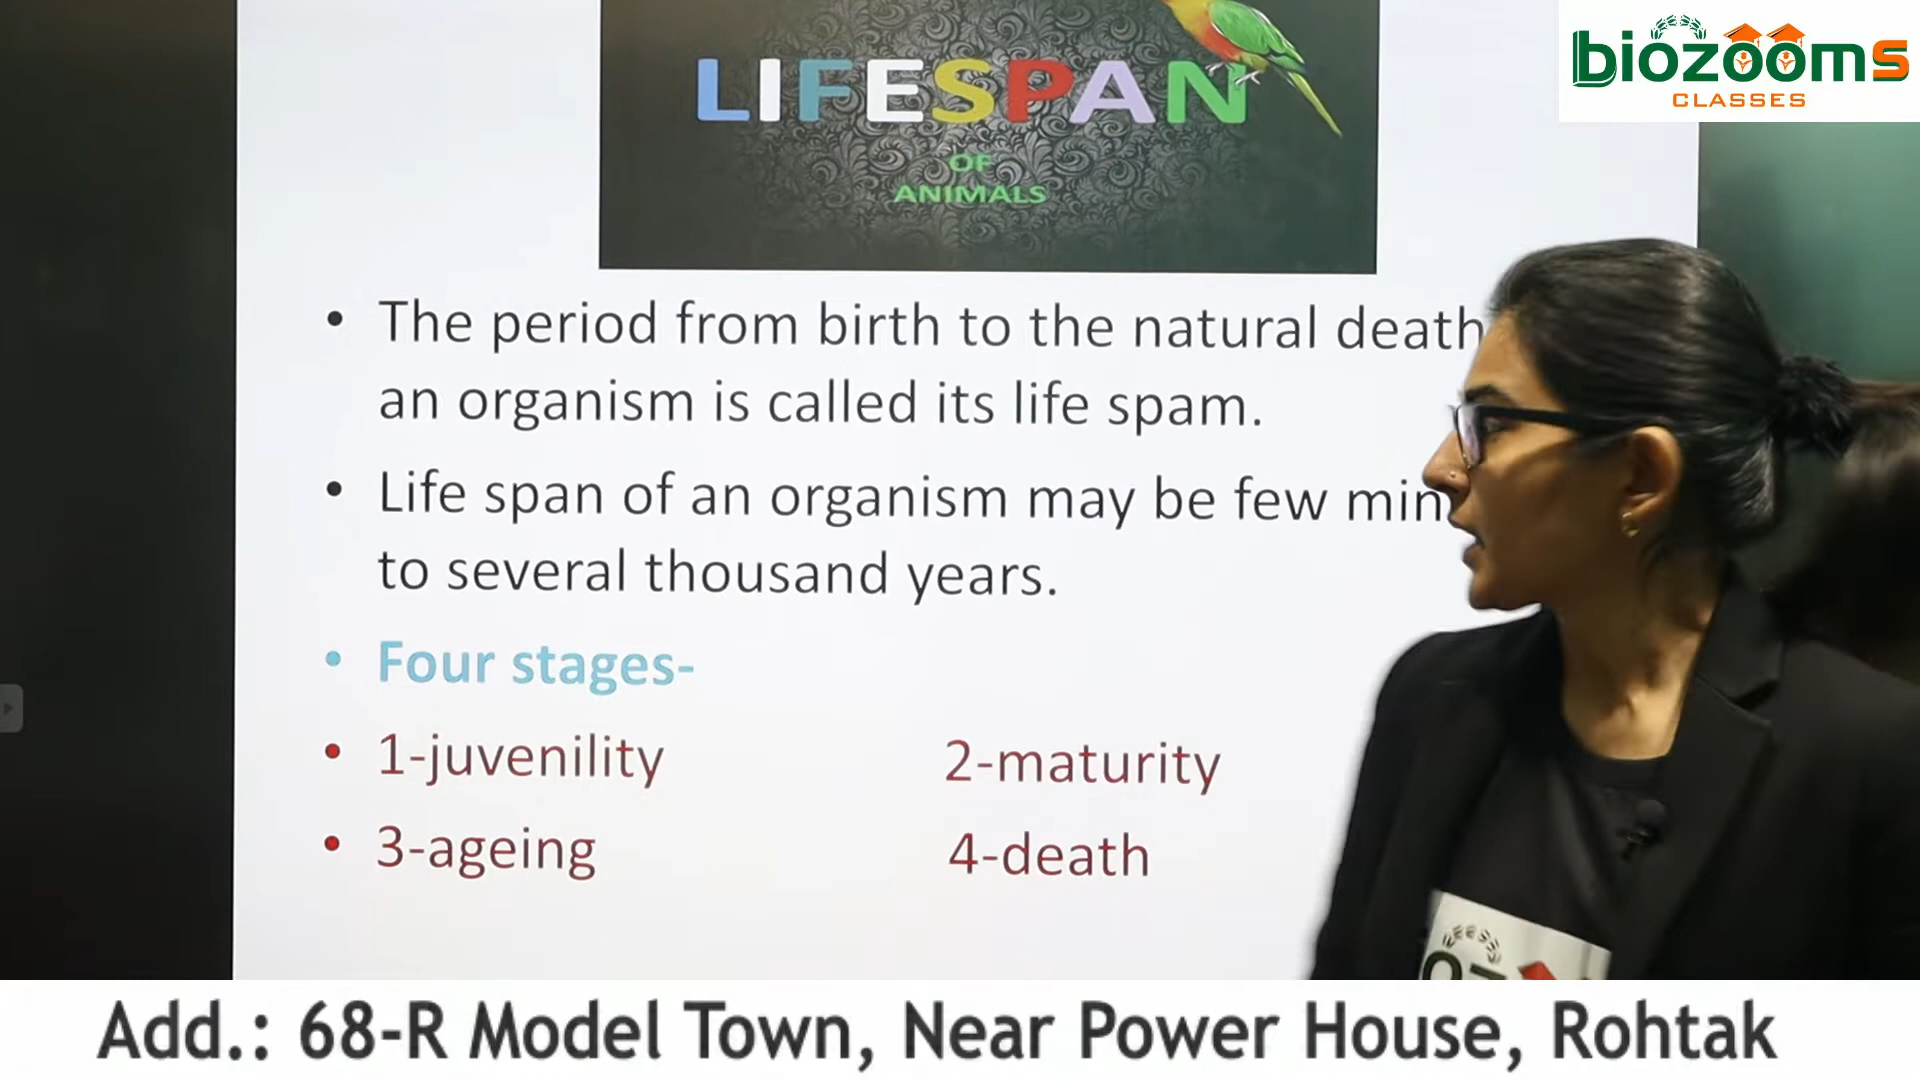 biozooms
CLASSES
LIFESPAN
OF
ANIMALS
• The period from birth to the natural death
an organism is called its life spam.
• Life span of an organism may be few min
to several thousand years.
• Four stages-
• 1-juvenility 2-maturity
• 3-ageing 4-death
Add.: 68-R Model Town, Near Power House, Rohtak